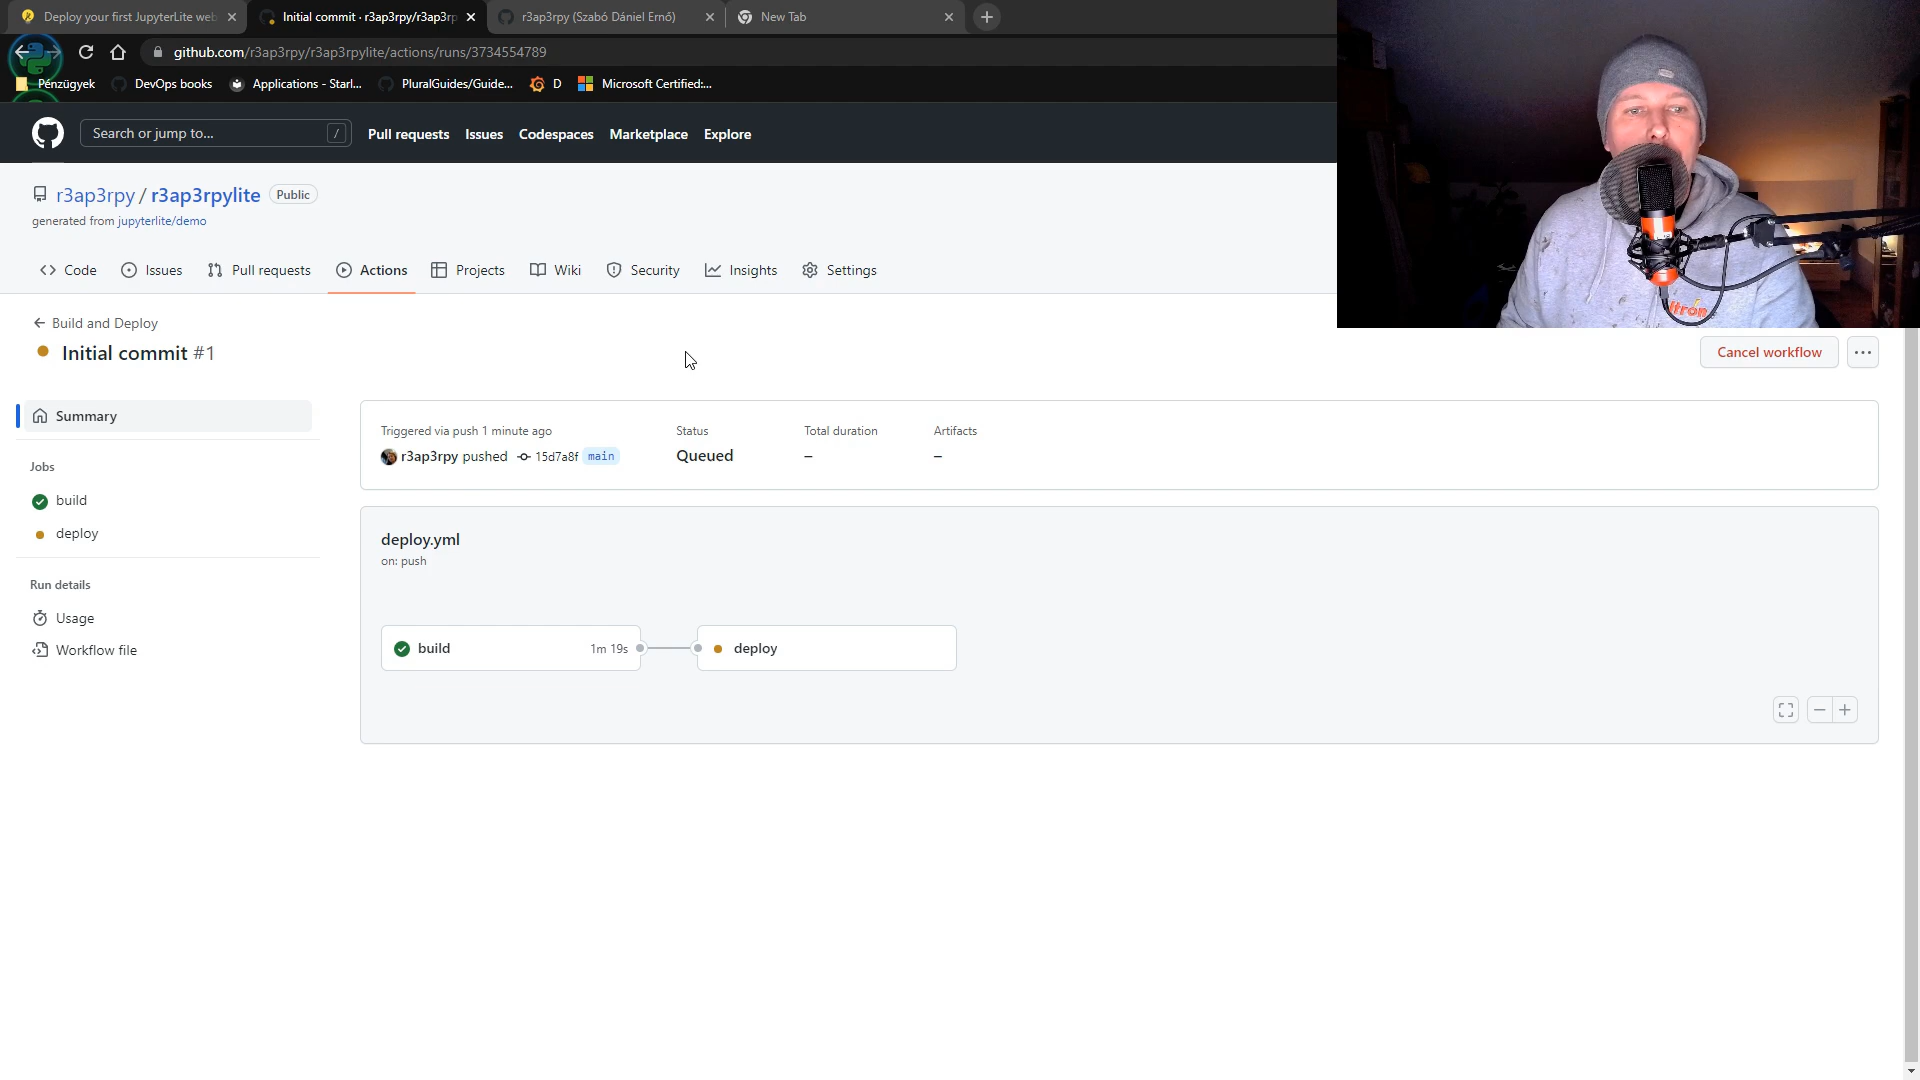 Deploy your first JupyterLite web
Initial commit · r3ap3rpy/r3ap3rp
r3ap3rpy (Szabó Dániel Ernő)
New Tab
github.com/r3ap3rpy/r3ap3rpylite/actions/runs/3734554789
Pénzügyek
DevOps books
Applications - Starl...
PluralGuides/Guide...
D
Microsoft Certified:...
Search or jump to...
/
Pull requests
Issues
Codespaces
Marketplace
Explore
r3ap3rpy / r3ap3rpylite
Public
generated from jupyterlite/demo
Code
Issues
Pull requests
Actions
Projects
Wiki
Security
Insights
Settings
Build and Deploy
Initial commit #1
Cancel workflow
Summary
Jobs
build
deploy
Run details
Usage
Workflow file
Triggered via push 1 minute ago
r3ap3rpy pushed 15d7a8f main
Status
Queued
Total duration
–
Artifacts
–
deploy.yml
on: push
build
1m 19s
deploy
itron